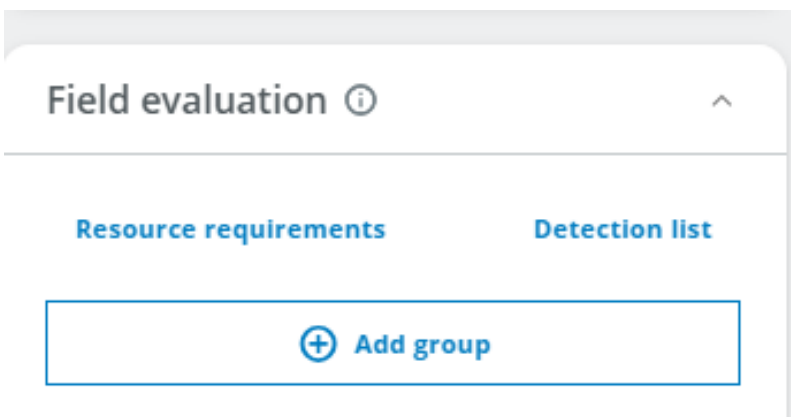 Field evaluation
Resource requirements Detection list
Add group